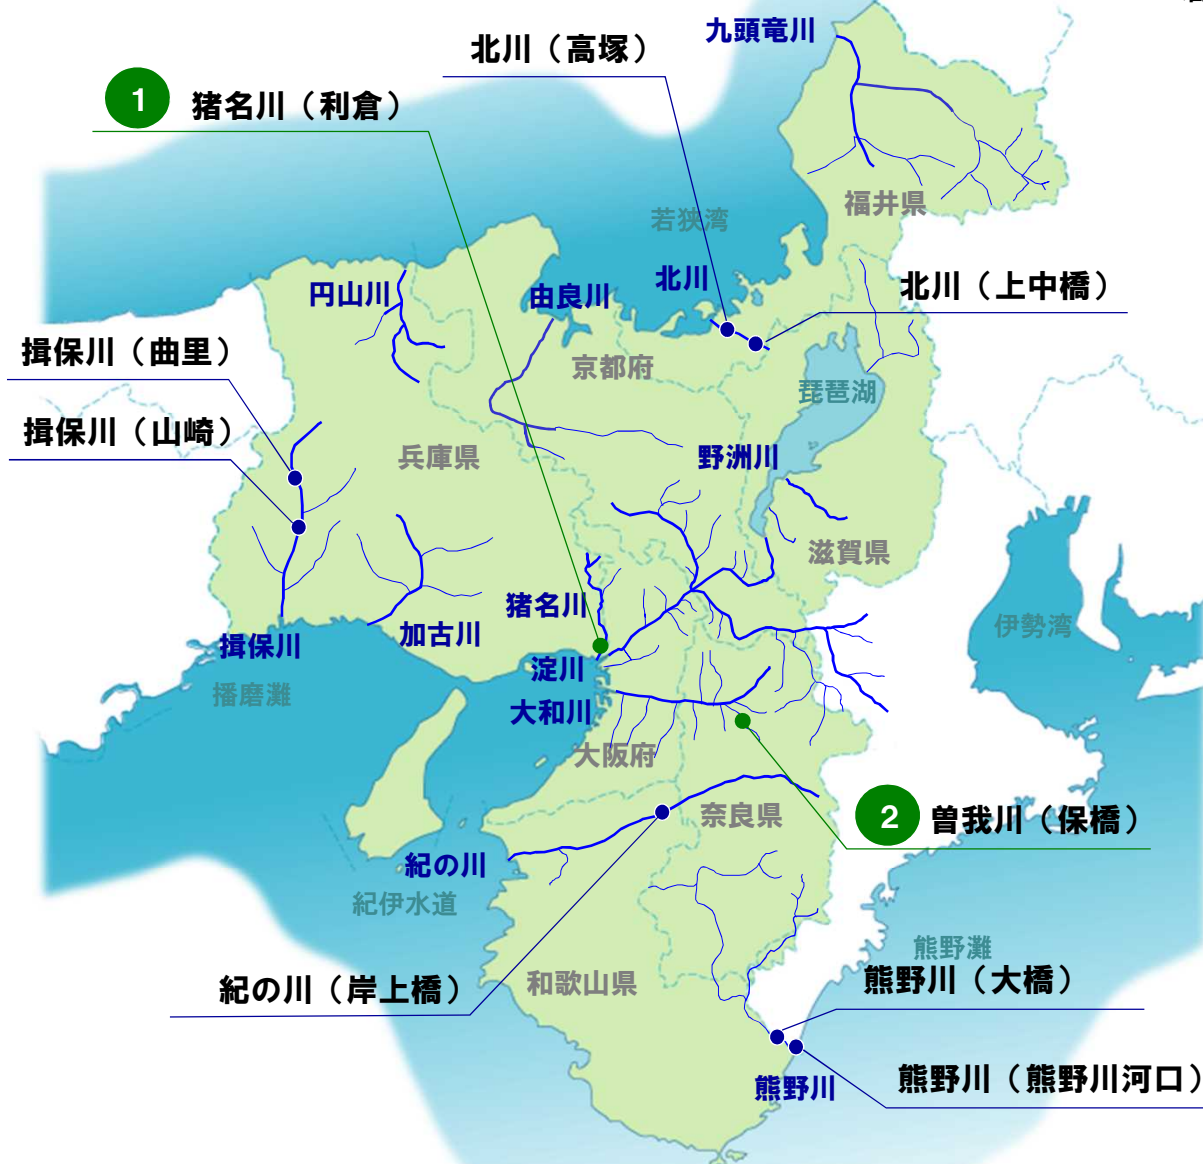 九頭竜川
北川（高塚）
1 猪名川（利倉）
福井県
若狭湾
北川
北川（上中橋）
円山川
由良川
揖保川（曲里）
京都府
琵琶湖
揖保川（山崎）
兵庫県
野洲川
滋賀県
猪名川
伊勢湾
加古川
揖保川
淀川
播磨灘
大和川
大阪府
奈良県
2 曽我川（保橋）
紀の川
紀伊水道
熊野灘
和歌山県
熊野川（大橋）
紀の川（岸上橋）
熊野川
熊野川（熊野川河口）